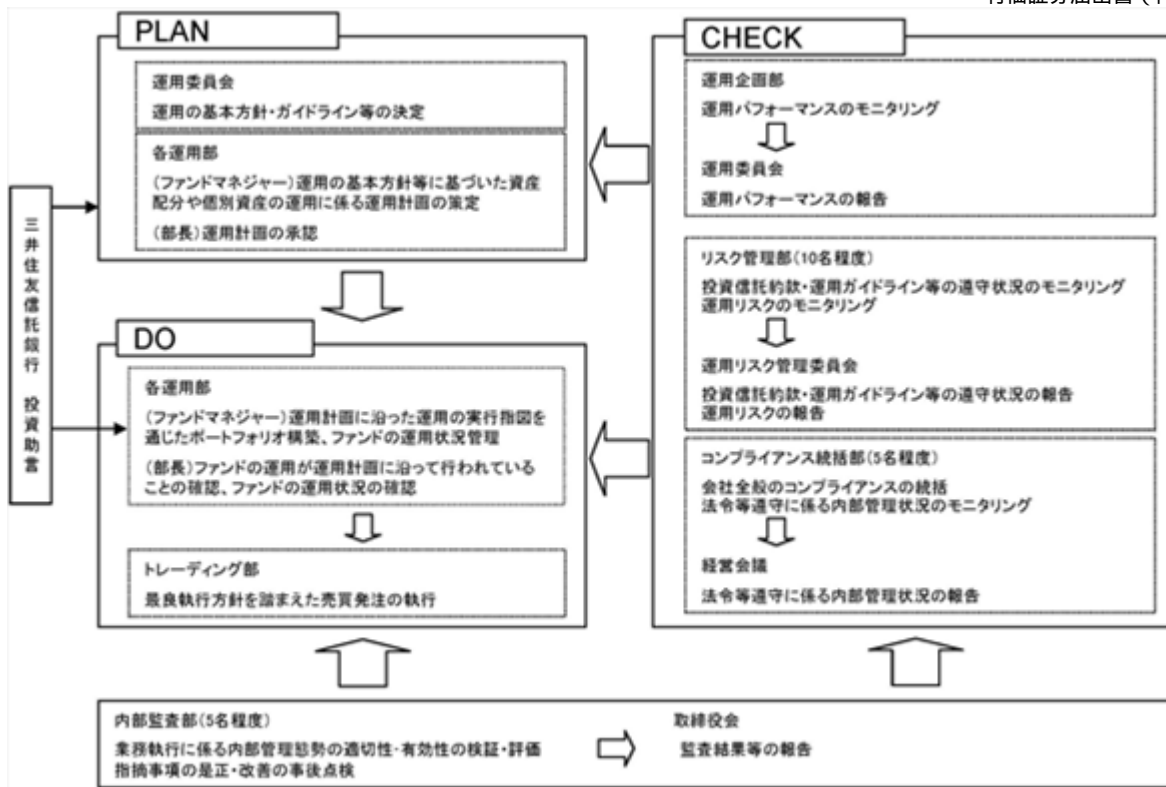 PLAN
運用委員会
運用の基本方針・ガイドライン等の決定
各運用部
(ファンドマネジャー)運用の基本方針等に基づいた資産
配分や個別資産の運用に係る運用計画の策定
(部長)運用計画の承認
三井住友信託銀行 投資助言
DO
各運用部
(ファンドマネジャー)運用計画に沿った運用の実行指図を
通じたポートフォリオ構築、ファンドの運用状況管理
(部長)ファンドの運用が運用計画に沿って行われている
ことの確認、ファンドの運用状況の確認
トレーディング部
最良執行方針を踏まえた売買発注の執行
CHECK
運用企画部
運用パフォーマンスのモニタリング
運用委員会
運用パフォーマンスの報告
リスク管理部(10名程度)
投資信託約款・運用ガイドライン等の遵守状況のモニタリング
運用リスクのモニタリング
運用リスク管理委員会
投資信託約款・運用ガイドライン等の遵守状況の報告
運用リスクの報告
コンプライアンス統括部(5名程度)
会社全般のコンプライアンスの統括
法令等遵守に係る内部管理状況のモニタリング
経営会議
法令等遵守に係る内部管理状況の報告
内部監査部(5名程度)
業務執行に係る内部管理態勢の適切性・有効性の検証・評価
指摘事項の是正・改善の事後点検
取締役会
監査結果等の報告